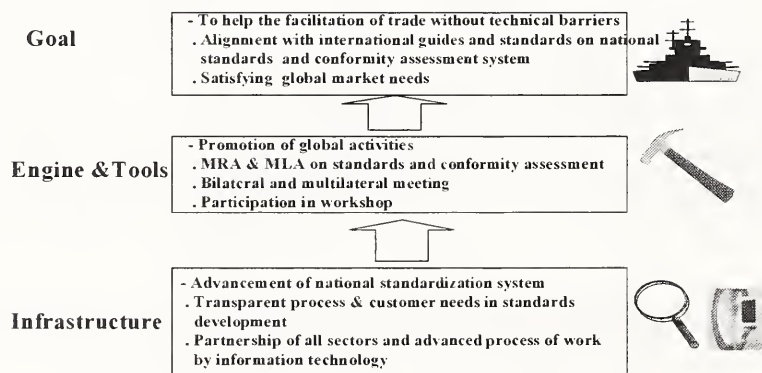 Goal
- To help the facilitation of trade without technical barriers
. Alignment with international guides and standards on national
standards and conformity assessment system
. Satisfying global market needs
Engine &Tools
- Promotion of global activities
. MRA & MLA on standards and conformity assessment
. Bilateral and multilateral meeting
. Participation in workshop
Infrastructure
- Advancement of national standardization system
. Transparent process & customer needs in standards
development
. Partnership of all sectors and advanced process of work
by information technology